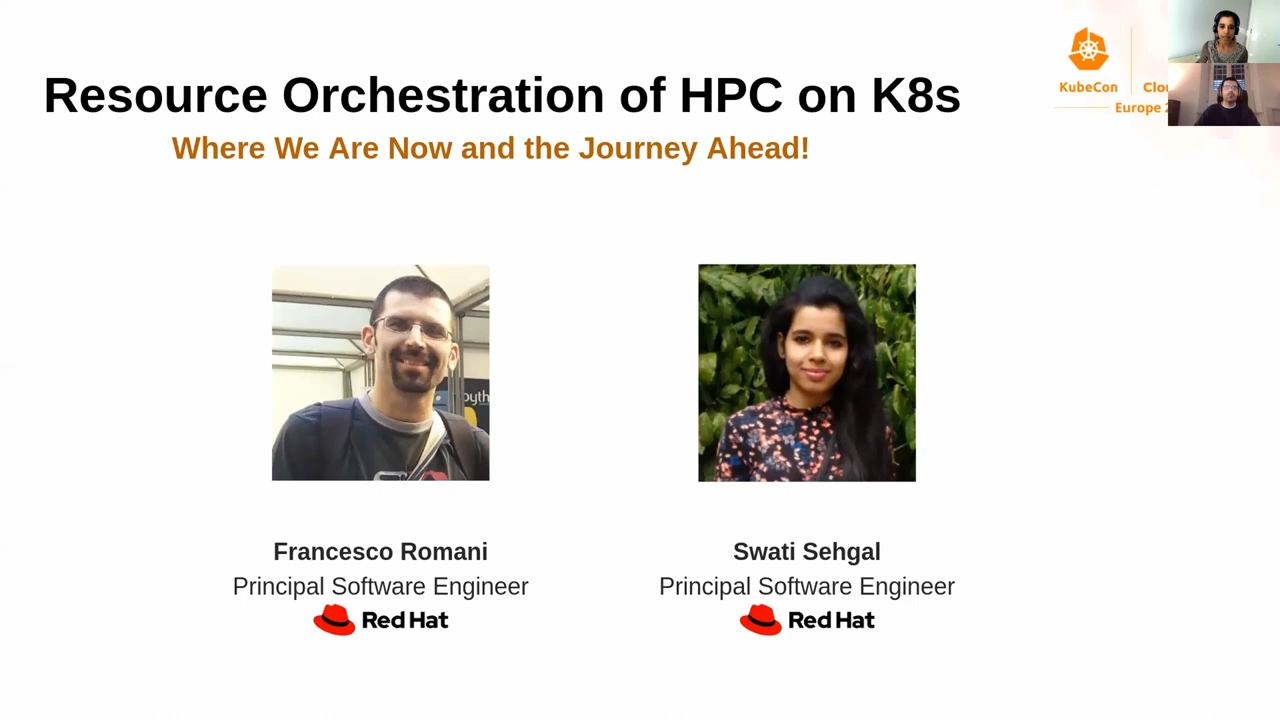 Resource Orchestration of HPC on K8s
Where We Are Now and the Journey Ahead!
KubeCon
Europe
Francesco Romani
Principal Software Engineer
Red Hat
Swati Sehgal
Principal Software Engineer
Red Hat